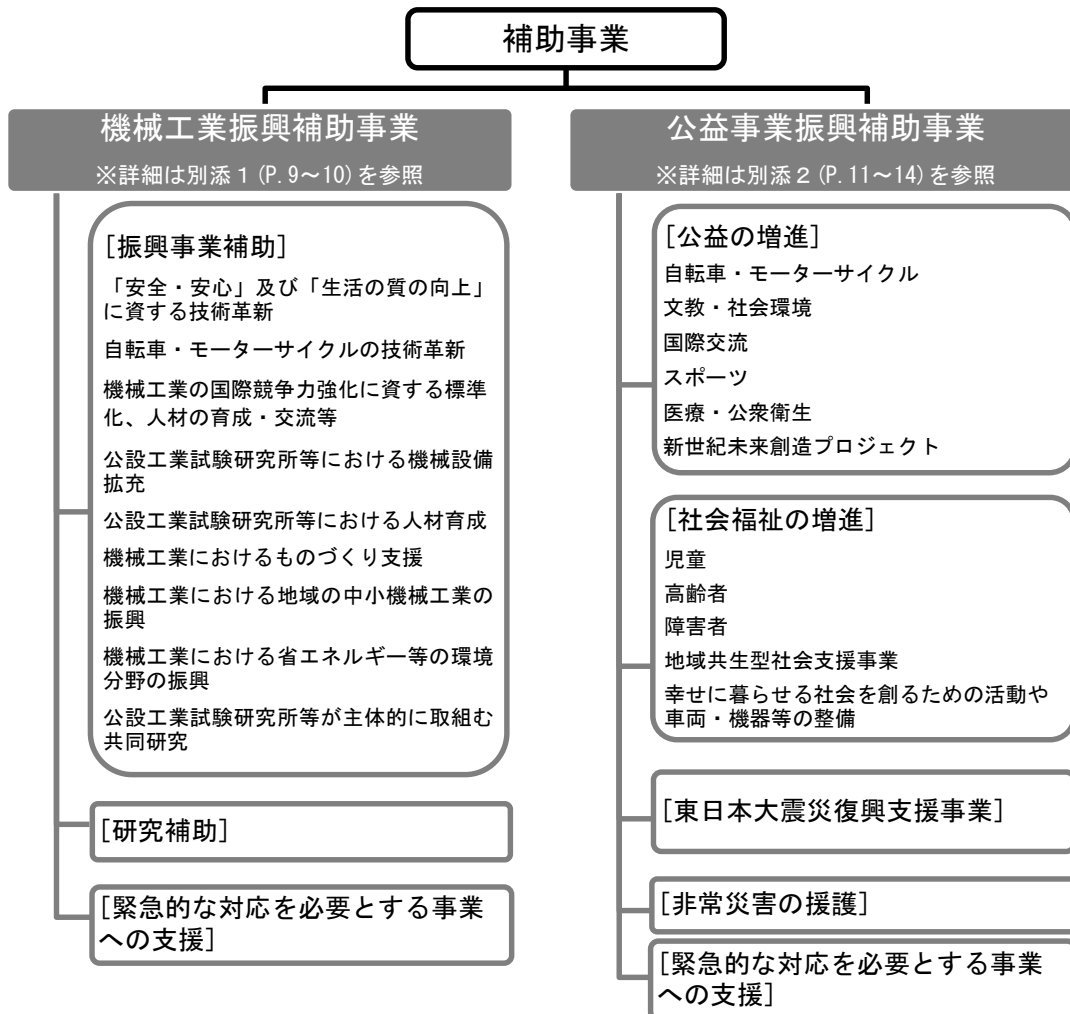 補助事業
機械工業振興補助事業
※詳細は別添1(P.9～10)を参照
[振興事業補助]
「安全・安心」及び「生活の質の向上」
に資する技術革新
自転車・モーターサイクルの技術革新
機械工業の国際競争力強化に資する標準
化、人材の育成・交流等
公設工業試験研究所等における機械設備
拡充
公設工業試験研究所等における人材育成
機械工業におけるものづくり支援
機械工業における地域の中小機械工業の
振興
機械工業における省エネルギー等の環境
分野の振興
公設工業試験研究所等が主体的に取組む
共同研究
[研究補助]
[緊急的な対応を必要とする事業
への支援]
公益事業振興補助事業
※詳細は別添2(P.11～14)を参照
[公益の増進]
自転車・モーターサイクル
文教・社会環境
国際交流
スポーツ
医療・公衆衛生
新世紀未来創造プロジェクト
[社会福祉の増進]
児童
高齢者
障害者
地域共生型社会支援事業
幸せに暮らせる社会を創るための活動や
車両・機器等の整備
[東日本大震災復興支援事業]
[非常災害の援護]
[緊急的な対応を必要とする事業
への支援]